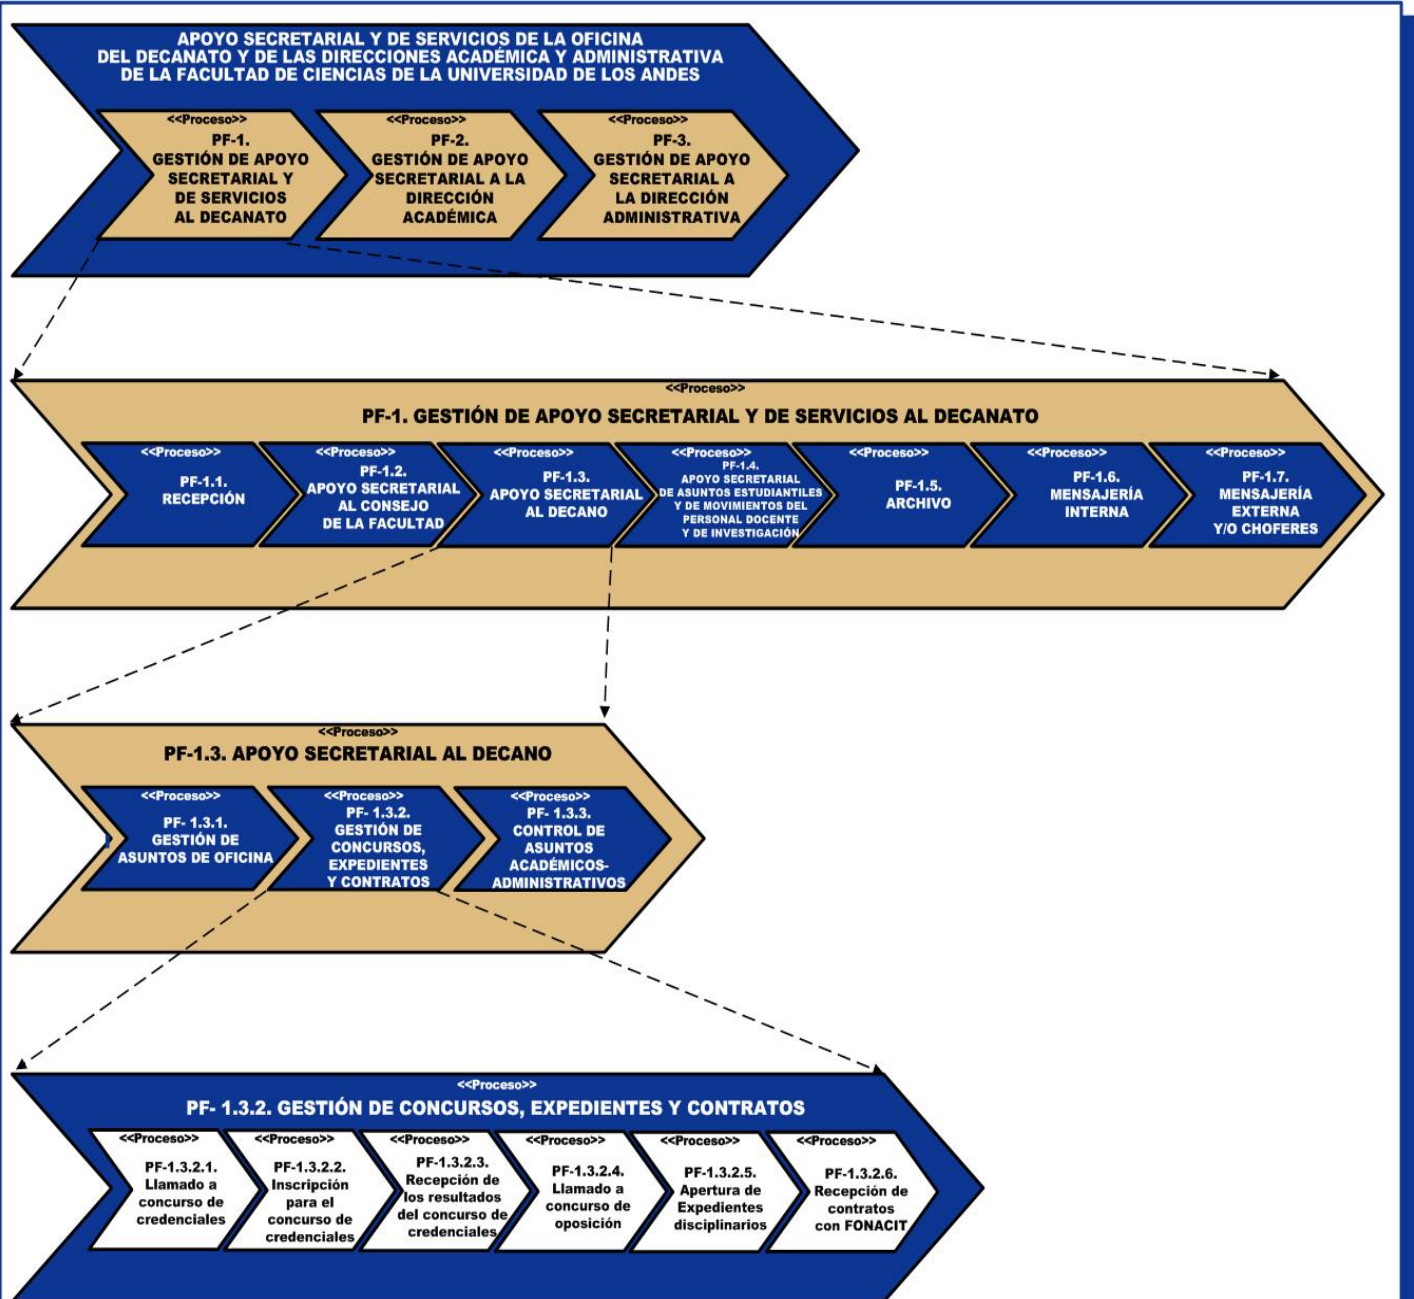 APOYO SECRETARIAL Y DE SERVICIOS DE LA OFICINA
DEL DECANATO Y DE LAS DIRECCIONES ACADÉMICA Y ADMINISTRATIVA
DE LA FACULTAD DE CIENCIAS DE LA UNIVERSIDAD DE LOS ANDES
<<Proceso>>
PF-1.
GESTIÓN DE APOYO
SECRETARIAL Y
DE SERVICIOS
AL DECANATO
<<Proceso>>
PF-2.
GESTIÓN DE APOYO
SECRETARIAL A LA
DIRECCIÓN
ACADÉMICA
<<Proceso>>
PF-3.
GESTIÓN DE APOYO
SECRETARIAL A
LA DIRECCIÓN
ADMINISTRATIVA
<<Proceso>>
PF-1. GESTIÓN DE APOYO SECRETARIAL Y DE SERVICIOS AL DECANATO
<<Proceso>>
PF-1.1.
RECEPCIÓN
<<Proceso>>
PF-1.2.
APOYO SECRETARIAL
AL CONSEJO
DE LA FACULTAD
<<Proceso>>
PF-1.3.
APOYO SECRETARIAL
AL DECANO
<<Proceso>>
PF-1.4.
APOYO SECRETARIAL
DE ASUNTOS ESTUDIANTILES
Y DE MOVIMIENTOS DEL
PERSONAL DOCENTE
Y DE INVESTIGACIÓN
<<Proceso>>
PF-1.5.
ARCHIVO
<<Proceso>>
PF-1.6.
MENSAJERÍA
INTERNA
<<Proceso>>
PF-1.7.
MENSAJERÍA
EXTERNA
Y/O CHOFERES
<<Proceso>>
PF-1.3. APOYO SECRETARIAL AL DECANO
<<Proceso>>
PF- 1.3.1.
GESTIÓN DE
ASUNTOS DE OFICINA
<<Proceso>>
PF- 1.3.2.
GESTIÓN DE
CONCURSOS,
EXPEDIENTES
Y CONTRATOS
<<Proceso>>
PF- 1.3.3.
CONTROL DE
ASUNTOS
ACADÉMICOS-
ADMINISTRATIVOS
<<Proceso>>
PF- 1.3.2. GESTIÓN DE CONCURSOS, EXPEDIENTES Y CONTRATOS
<<Proceso>>
PF-1.3.2.1.
Llamado a
concurso de
credenciales
<<Proceso>>
PF-1.3.2.2.
Inscripción
para el
concurso de
credenciales
<<Proceso>>
PF-1.3.2.3.
Recepción de
los resultados
del concurso de
credenciales
<<Proceso>>
PF-1.3.2.4.
Llamado a
concurso de
oposición
<<Proceso>>
PF-1.3.2.5.
Apertura de
Expedientes
disciplinarios
<<Proceso>>
PF-1.3.2.6.
Recepción de
contratos
con FONACIT